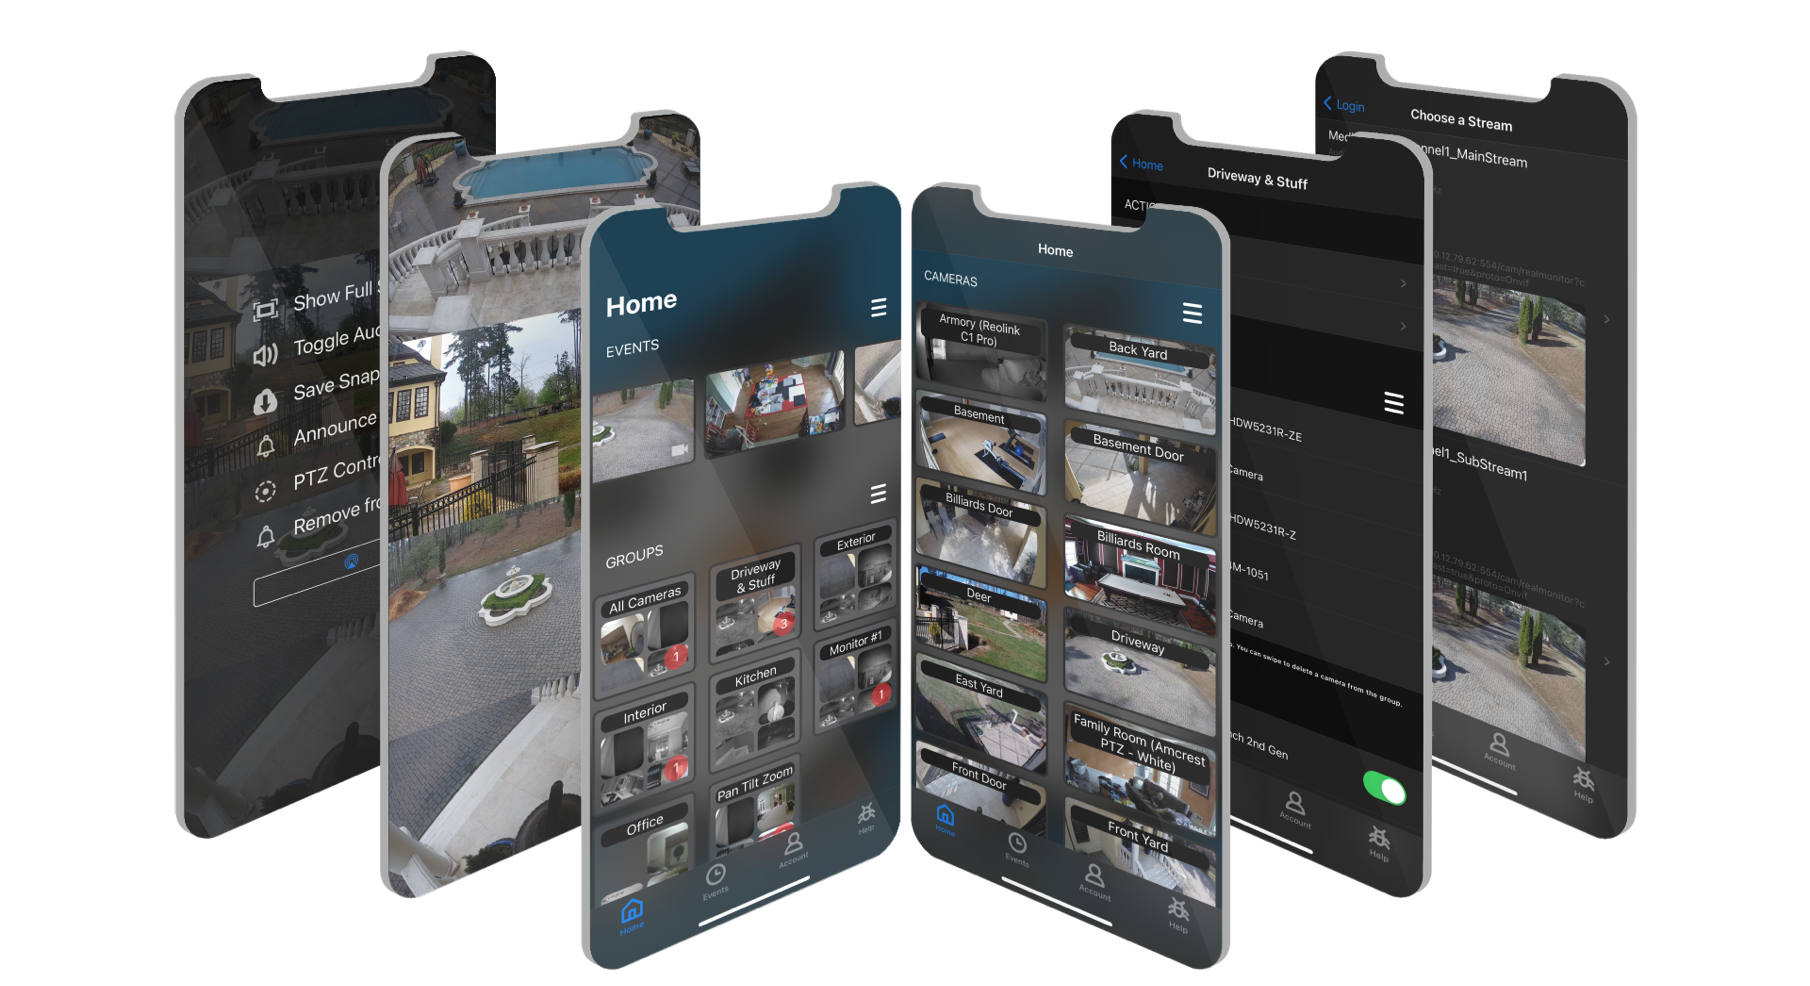 Show Full
Toggle Aud
Save Snap
Announce
PTZ Contr
Remove fro
Home
EVENTS
GROUPS
All Cameras
1
Driveway
& Stuff
3
Exterior
Interior
1
Kitchen
Monitor #1
1
Office
Pan Tilt Zoom
Home
Events
Account
Help
Home
CAMERAS
Armory (Reolink
C1 Pro)
Back Yard
Basement
Basement Door
Billiards Door
Billiards Room
Deer
Driveway
East Yard
Family Room (Amcrest
PTZ - White)
Front Door
Front Yard
Home
Events
Account
Help
Home
Driveway & Stuff
ACTI
HDW5231R-ZE
Camera
HDW5231R-Z
M-1051
Camera
s. You can swipe to delete a camera from the group.
ch 2nd Gen
Account
Help
Login
Choose a Stream
Med
nnel1_MainStream
0.12.79.62:554/cam/realmonitor?c
ast=true&proto=Onvif
el1_SubStream1
0.12.79.62:554/cam/realmonitor?c
ast=true&proto=Onvif
Account
Help